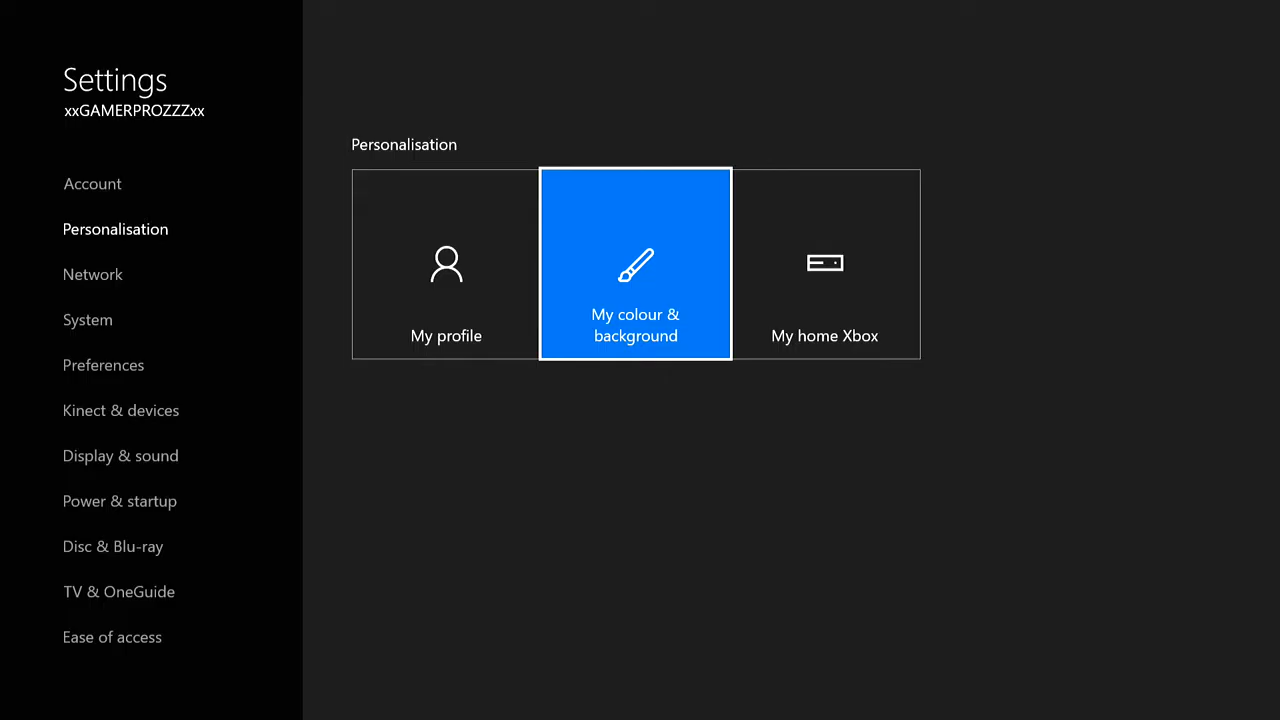 Settings
xxGAMERPROZZZxx
Account
Personalisation
Network
System
Preferences
Kinect & devices
Display & sound
Power & startup
Disc & Blu-ray
TV & OneGuide
Ease of access
Personalisation
My profile
My colour &
background
My home Xbox